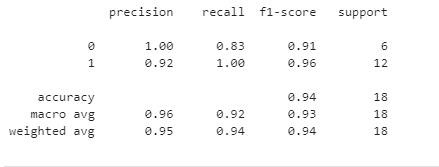 precision recall f1-score support
0 1.00 0.83 0.91 6
1 0.92 1.00 0.96 12
accuracy 0.94 18
macro avg 0.96 0.92 0.93 18
weighted avg 0.95 0.94 0.94 18